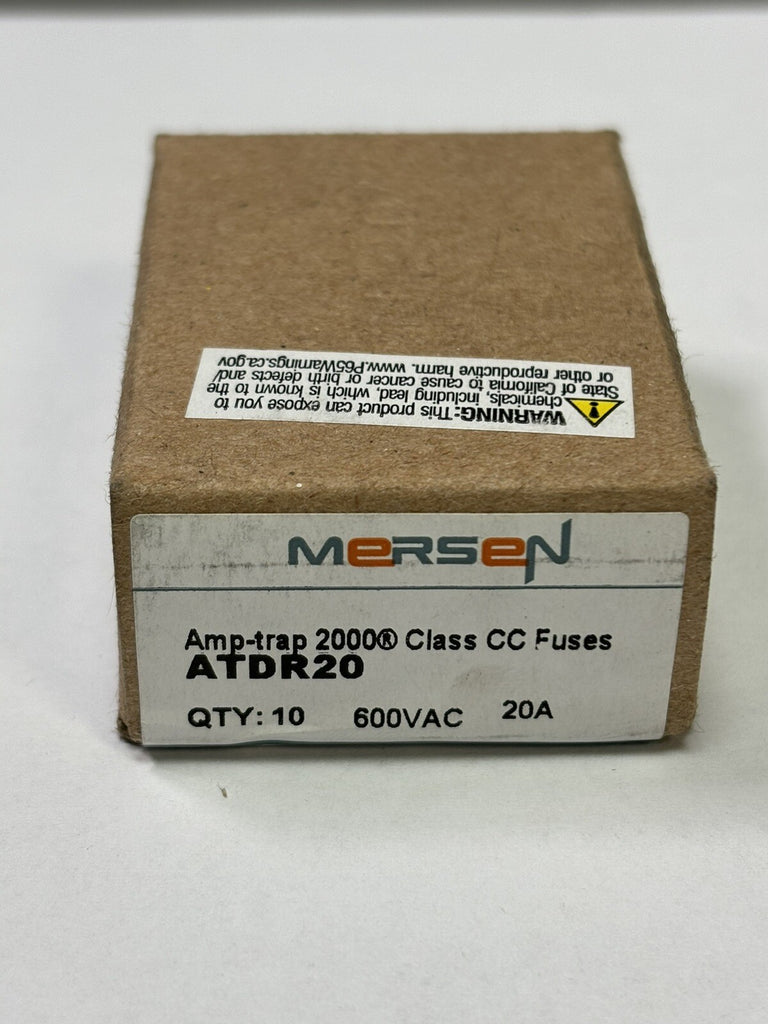 WARNING: This product can expose you to
chemicals, including lead, which is known to the
State of California to cause cancer or birth defects and/
or other reproductive harm. www.P65Warnings.ca.gov
MERSEN
Amp-trap 2000® Class CC Fuses
ATDR20
QTY: 10 600VAC 20A